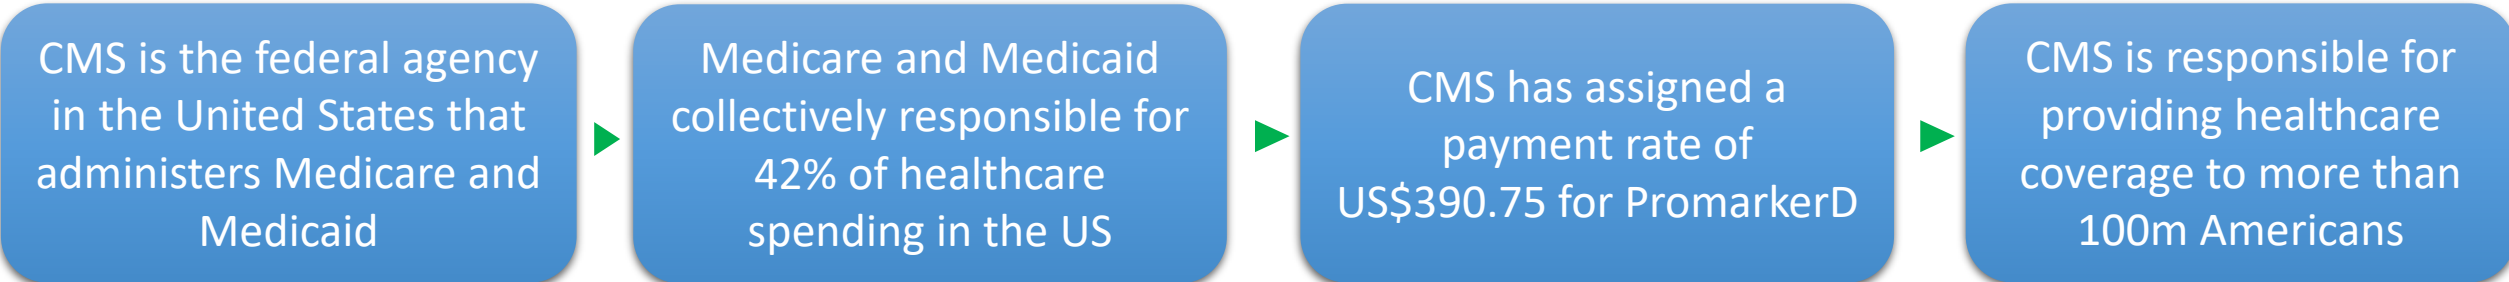 CMS is the federal agency
in the United States that
administers Medicare and
Medicaid
Medicare and Medicaid
collectively responsible for
42% of healthcare
spending in the US
CMS has assigned a
payment rate of
US$390.75 for PromarkerD
CMS is responsible for
providing healthcare
coverage to more than
100m Americans